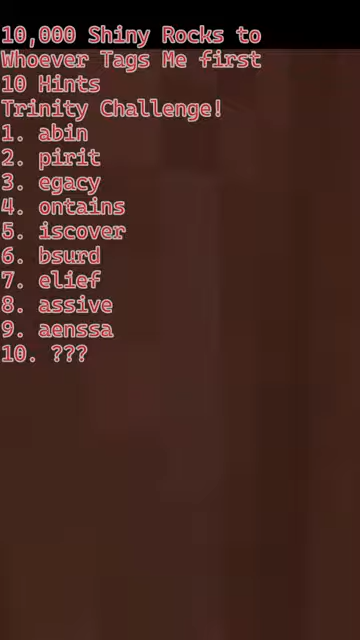 10,000 Shiny Rocks to
Whoever Tags Me first
10 Hints
Trinity Challenge!
1. abin
2. pirit
3. egacy
4. ontains
5. iscover
6. bsurd
7. elief
8. assive
9. aenssa
10. ???